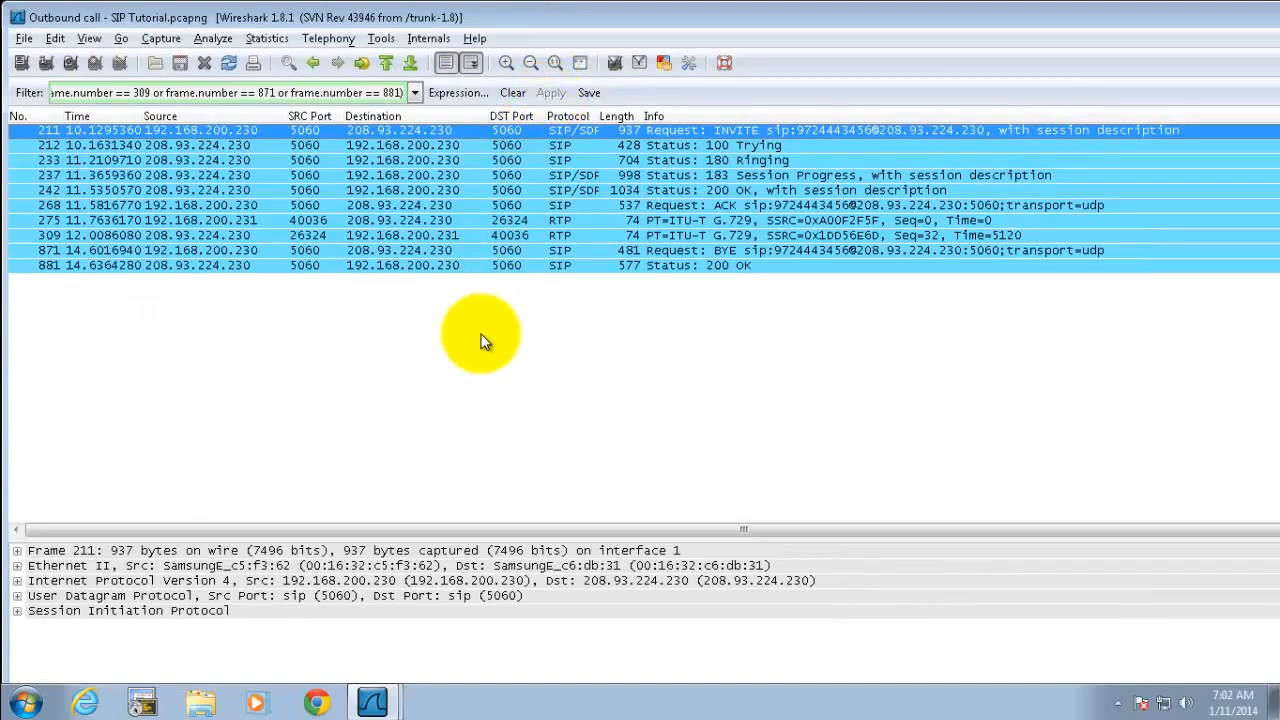 Outbound call - SIP Tutorial.pcapng [Wireshark 1.8.1 (SVN Rev 43946 from /trunk-1.8)]
File Edit View Go Capture Analyze Statistics Telephony Tools Internals Help
Filter: ame.number == 309 or frame.number == 871 or frame.number == 881) Expression... Clear Apply Save
No. Time Source SRC Port Destination DST Port Protocol Length Info
211 10.1295360 192.168.200.230 5060 208.93.224.230 5060 SIP/SDF 937 Request: INVITE sip:9724443456@208.93.224.230, with session description
212 10.1631340 208.93.224.230 5060 192.168.200.230 5060 SIP 428 Status: 100 Trying
233 11.2109710 208.93.224.230 5060 192.168.200.230 5060 SIP 704 Status: 180 Ringing
237 11.3659360 208.93.224.230 5060 192.168.200.230 5060 SIP/SDF 998 Status: 183 Session Progress, with session description
242 11.5350570 208.93.224.230 5060 192.168.200.230 5060 SIP/SDF 1034 Status: 200 OK, with session description
268 11.5816770 192.168.200.230 5060 208.93.224.230 5060 SIP 537 Request: ACK sip:9724443456@208.93.224.230:5060;transport=udp
275 11.7636170 192.168.200.231 40036 208.93.224.230 26324 RTP 74 PT=ITU-T G.729, SSRC=0xA00F2F5F, Seq=0, Time=0
309 12.0086080 208.93.224.230 26324 192.168.200.231 40036 RTP 74 PT=ITU-T G.729, SSRC=0x1DD56E6D, Seq=32, Time=5120
871 14.6016940 192.168.200.230 5060 208.93.224.230 5060 SIP 481 Request: BYE sip:9724443456@208.93.224.230:5060;transport=udp
881 14.6364280 208.93.224.230 5060 192.168.200.230 5060 SIP 577 Status: 200 OK
Frame 211: 937 bytes on wire (7496 bits), 937 bytes captured (7496 bits) on interface 1
Ethernet II, Src: SamsungE_c5:f3:62 (00:16:32:c5:f3:62), Dst: SamsungE_c6:db:31 (00:16:32:c6:db:31)
Internet Protocol Version 4, Src: 192.168.200.230 (192.168.200.230), Dst: 208.93.224.230 (208.93.224.230)
User Datagram Protocol, Src Port: sip (5060), Dst Port: sip (5060)
Session Initiation Protocol
7:02 AM
1/11/2014